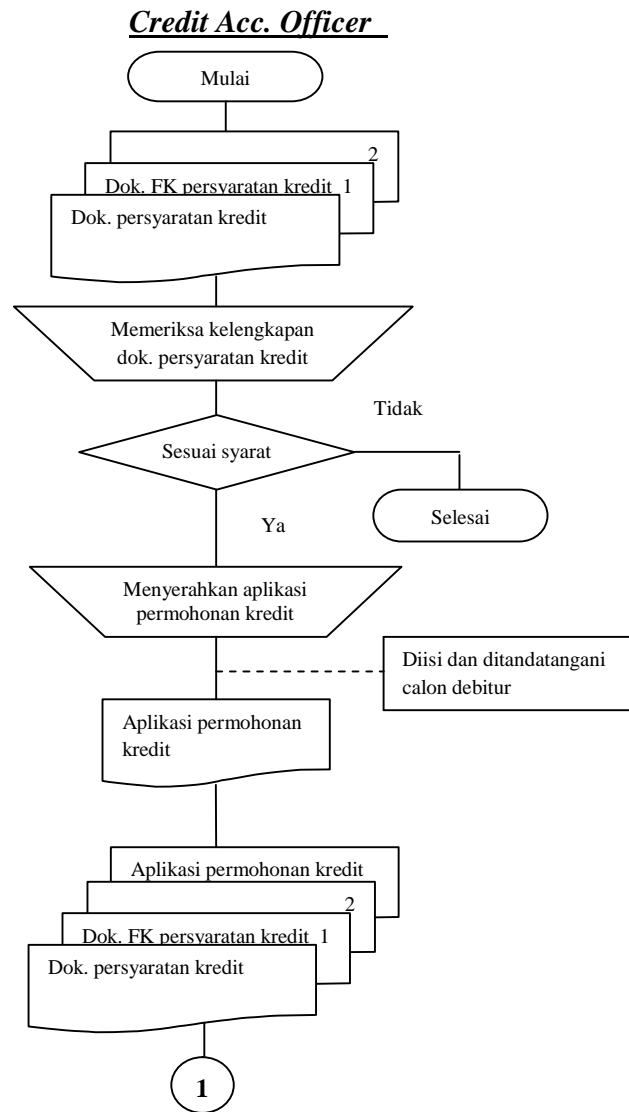 Credit Acc. Officer
Mulai
2
Dok. FK persyaratan kredit 1
Dok. persyaratan kredit
Memeriksa kelengkapan
dok. persyaratan kredit
Tidak
Sesuai syarat
Selesai
Ya
Menyerahkan aplikasi
permohonan kredit
Diisi dan ditandatangani
calon debitur
Aplikasi permohonan
kredit
Aplikasi permohonan kredit
2
Dok. FK persyaratan kredit 1
Dok. persyaratan kredit
1